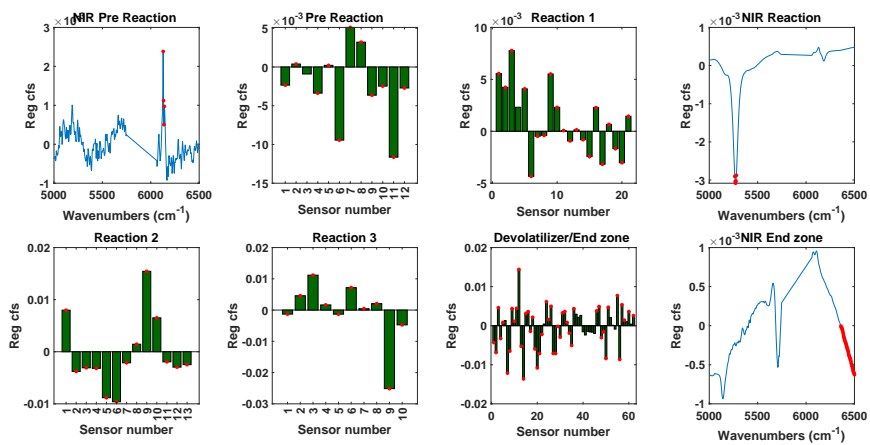 ×10⁻³
NIR Pre Reaction
Reg cfs
3
2
1
0
-1
5000 5500 6000 6500
Wavenumbers (cm⁻¹)
×10⁻³
Pre Reaction
Reg cfs
5
0
-5
-10
-15
1 2 3 4 5 6 7 8 9 10 11 12
Sensor number
×10⁻³
Reaction 1
Reg cfs
10
5
0
-5
0 10 20
Sensor number
×10⁻³
NIR Reaction
Reg cfs
1
0
-1
-2
-3
5000 5500 6000 6500
Wavenumbers (cm⁻¹)
Reaction 2
Reg cfs
0.02
0.01
0
-0.01
1 2 3 4 5 6 7 8 9 10 11 12 13
Sensor number
Reaction 3
Reg cfs
0.02
0.01
0
-0.01
-0.02
-0.03
1 2 3 4 5 6 7 8 9 10
Sensor number
Devolatilizer/End zone
Reg cfs
0.02
0.01
0
-0.01
-0.02
0 20 40 60
Sensor number
×10⁻³
NIR End zone
Reg cfs
1
0.5
0
-0.5
-1
5000 5500 6000 6500
Wavenumbers (cm⁻¹)